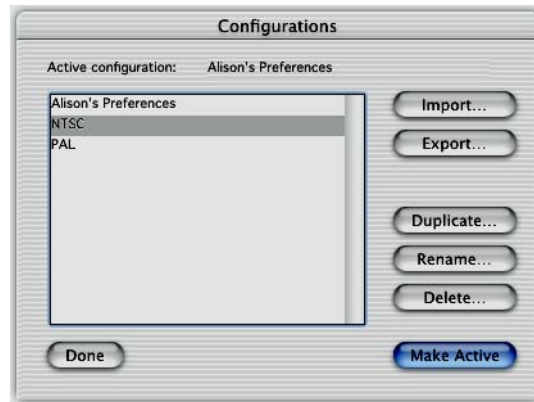 Configurations
Active configuration: Alison's Preferences
Alison's Preferences
NTSC
PAL
Import...
Export...
Duplicate...
Rename...
Delete...
Done
Make Active